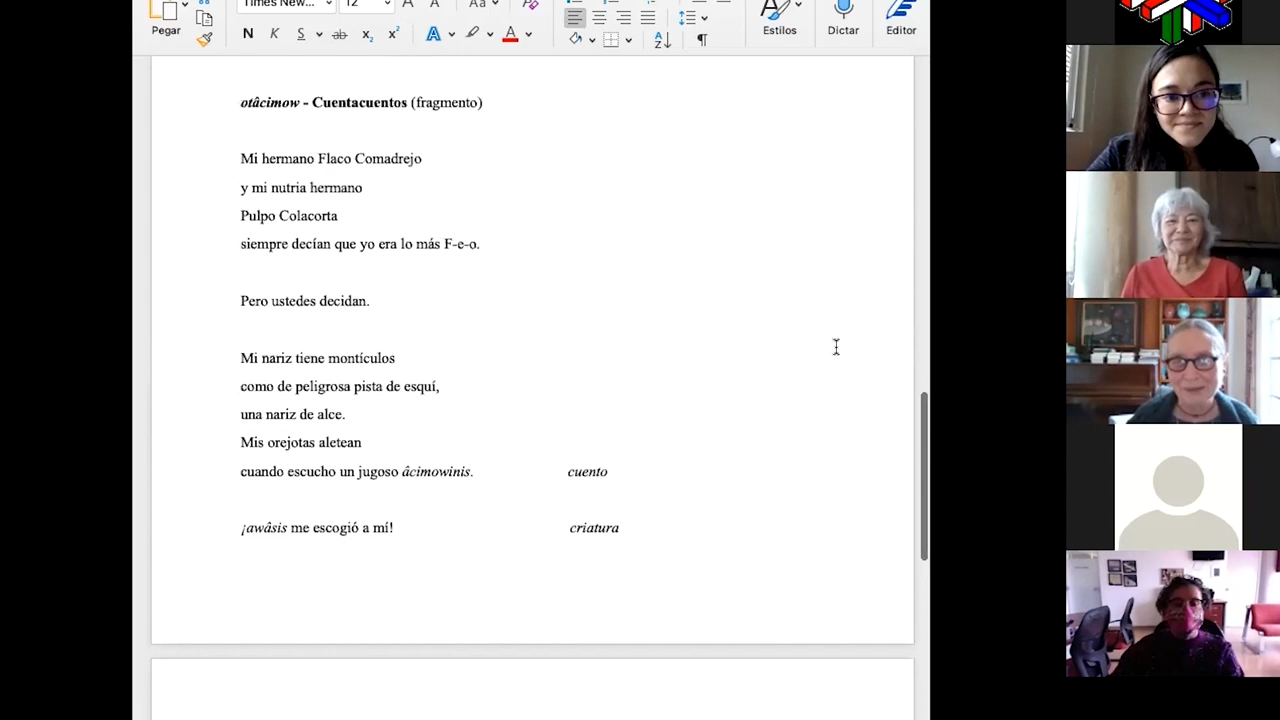 Times New...
12
Aa
Pegar
N K S ab x₂ x² A A
A Z
¶
Estilos
Dictar
Editor
otâcimow - Cuentacuentos (fragmento)
Mi hermano Flaco Comadrejo
y mi nutria hermano
Pulpo Colacorta
siempre decían que yo era lo más F-e-o.
Pero ustedes decidan.
Mi nariz tiene montículos
como de peligrosa pista de esquí,
una nariz de alce.
Mis orejotas aletean
cuando escucho un jugoso âcimowinis. cuento
¡awâsis me escogió a mí! criatura